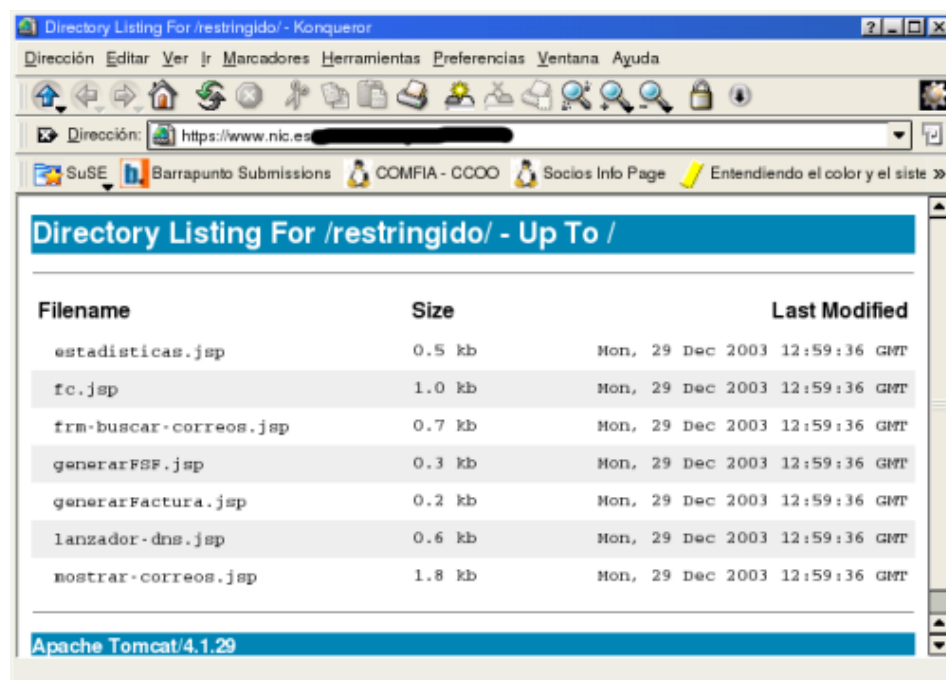 Directory Listing For /restringido/ - Konqueror
Dirección Editar Ver Ir Marcadores Herramientas Preferencias Ventana Ayuda
Dirección: https://www.nic.es
SuSE Barrapunto Submissions COMFIA - CCOO Socios Info Page Entendiendo el color y el siste »
Directory Listing For /restringido/ - Up To /
Filename Size Last Modified
estadisticas.jsp 0.5 kb Mon, 29 Dec 2003 12:59:36 GMT
fc.jsp 1.0 kb Mon, 29 Dec 2003 12:59:36 GMT
frm-buscar-correos.jsp 0.7 kb Mon, 29 Dec 2003 12:59:36 GMT
generarFSF.jsp 0.3 kb Mon, 29 Dec 2003 12:59:36 GMT
generarFactura.jsp 0.2 kb Mon, 29 Dec 2003 12:59:36 GMT
lanzador-dns.jsp 0.6 kb Mon, 29 Dec 2003 12:59:36 GMT
mostrar-correos.jsp 1.8 kb Mon, 29 Dec 2003 12:59:36 GMT
Apache Tomcat/4.1.29